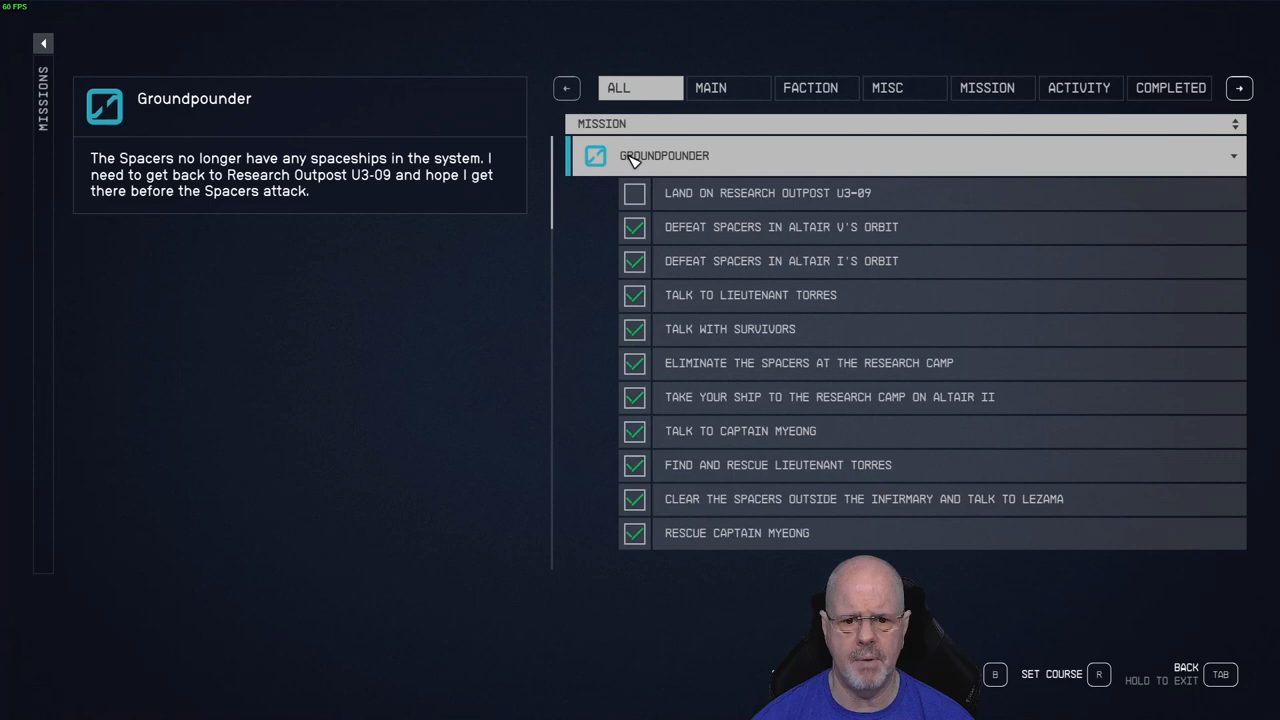 60 FPS
MISSIONS
Groundpounder
The Spacers no longer have any spaceships in the system. I
need to get back to Research Outpost U3-09 and hope I get
there before the Spacers attack.
ALL
MAIN
FACTION
MISC
MISSION
ACTIVITY
COMPLETED
MISSION
GROUNDPOUNDER
LAND ON RESEARCH OUTPOST U3-09
DEFEAT SPACERS IN ALTAIR V'S ORBIT
DEFEAT SPACERS IN ALTAIR I'S ORBIT
TALK TO LIEUTENANT TORRES
TALK WITH SURVIVORS
ELIMINATE THE SPACERS AT THE RESEARCH CAMP
TAKE YOUR SHIP TO THE RESEARCH CAMP ON ALTAIR II
TALK TO CAPTAIN MYEONG
FIND AND RESCUE LIEUTENANT TORRES
CLEAR THE SPACERS OUTSIDE THE INFIRMARY AND TALK TO LEZAMA
RESCUE CAPTAIN MYEONG
B
SET COURSE R
BACK
HOLD TO EXIT
TAB